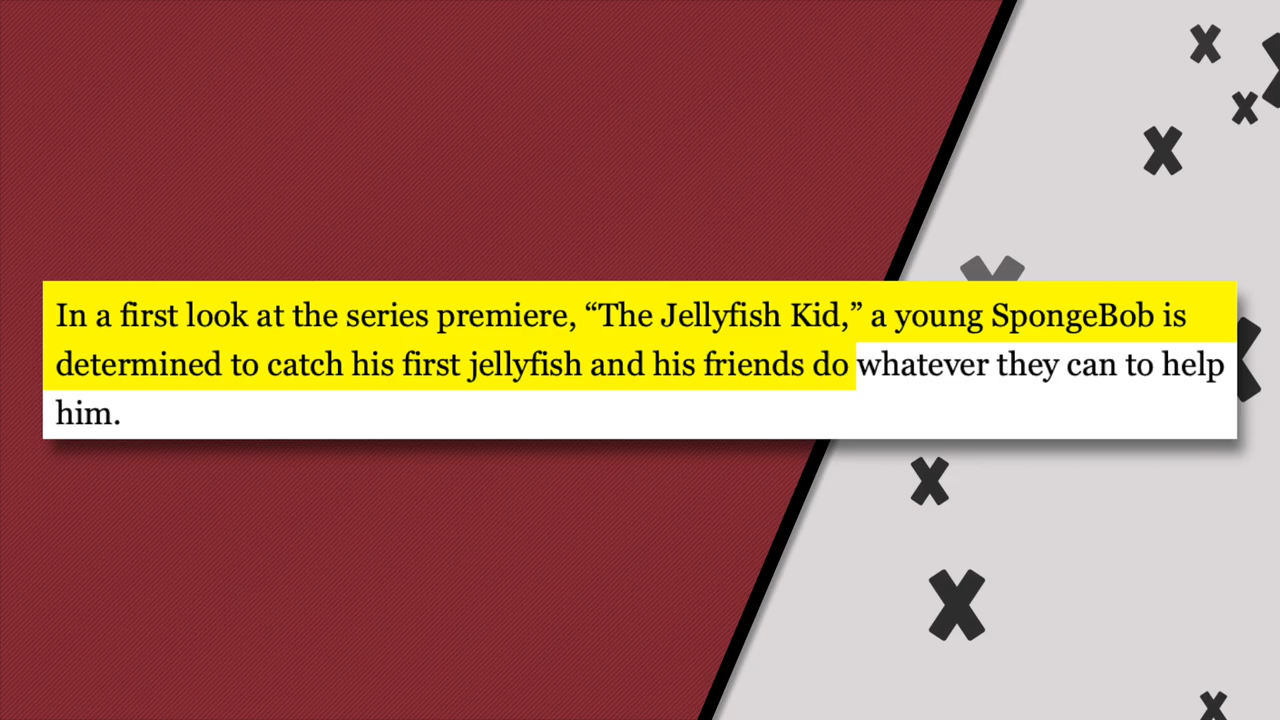 In a first look at the series premiere, “The Jellyfish Kid,” a young SpongeBob is
determined to catch his first jellyfish and his friends do whatever they can to help
him.